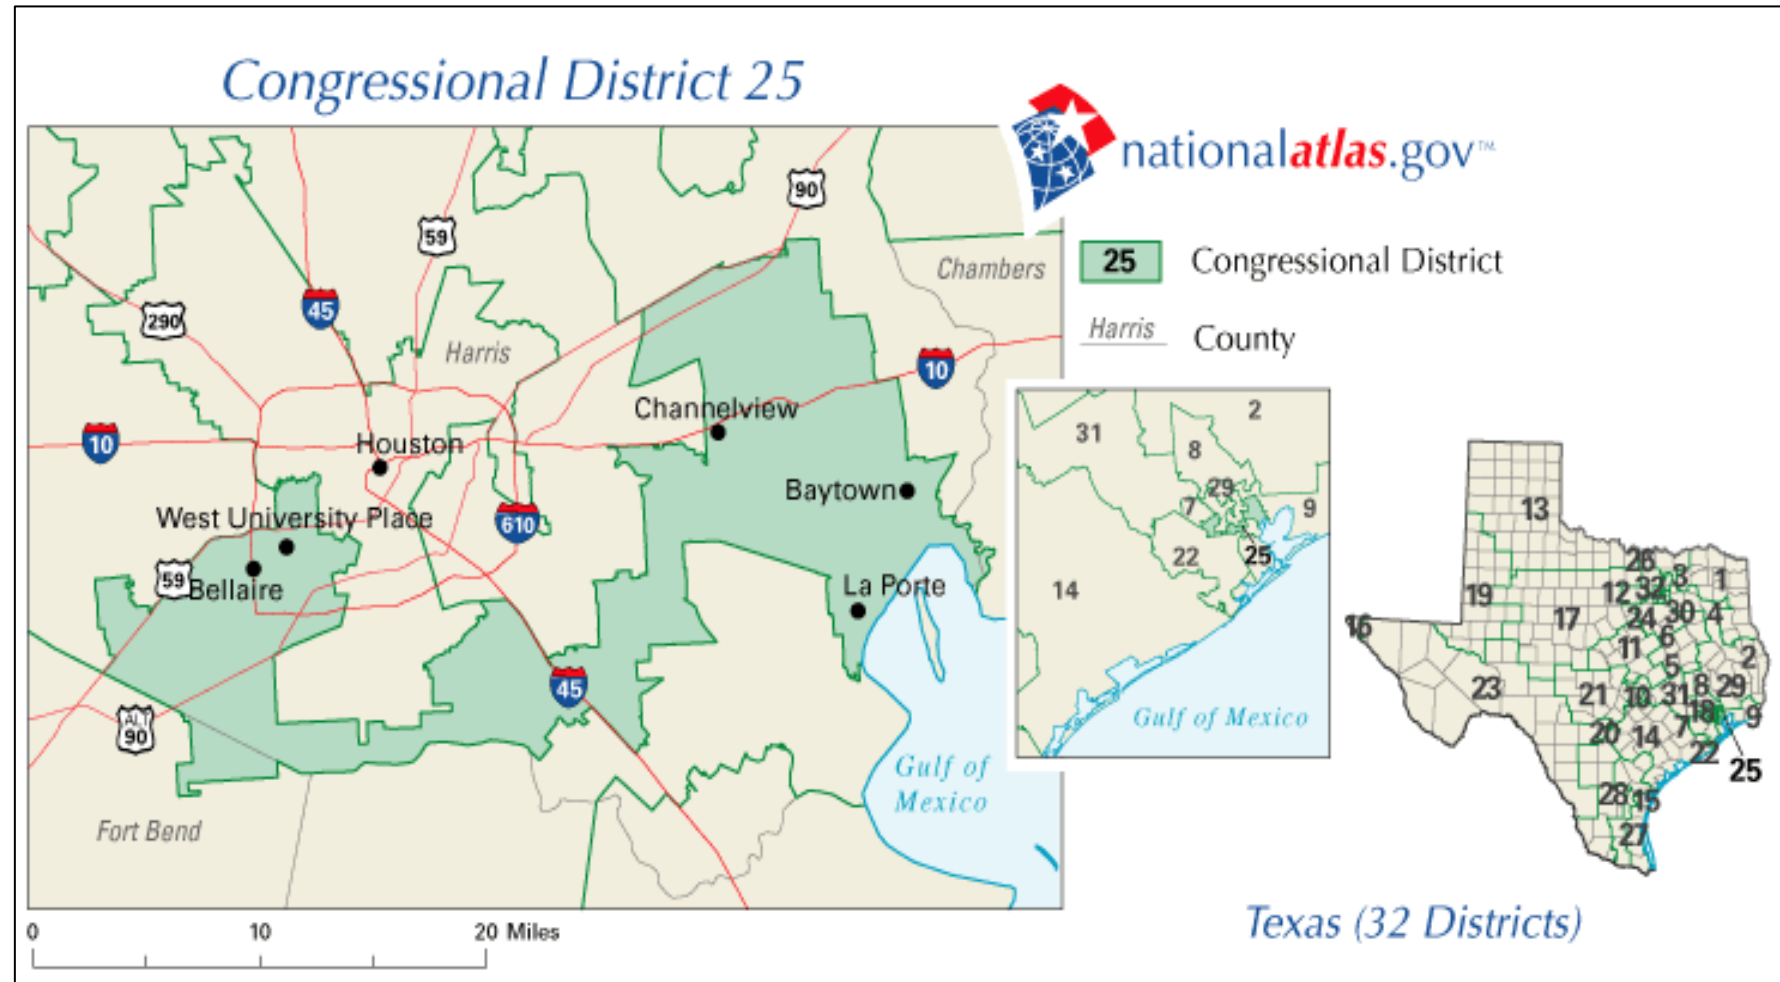 Congressional District 25
nationalatlas.gov™
25 Congressional District
Harris County
90
59
Chambers
290
45
Harris
10
10
Channelview
Houston
Baytown
West University Place
610
59
Bellaire
La Porte
45
ALT
90
Gulf of
Mexico
Fort Bend
0 10 20 Miles
2
31
8
29
7
9
22
25
14
Gulf of Mexico
13
26
3
1
19
12
32
17
24
30
4
16
11
6
2
5
23
21
10
31
8
29
18
9
20
14
7
22
25
28
15
27
Texas (32 Districts)